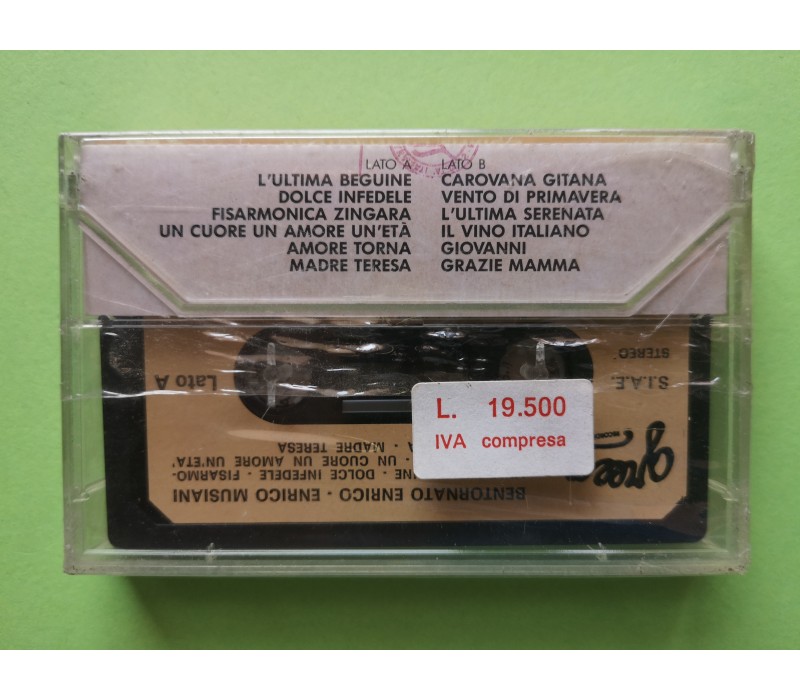 LATO A
L'ULTIMA BEGUINE
DOLCE INFEDELE
FISARMONICA ZINGARA
UN CUORE UN AMORE UN'ETÀ
AMORE TORNA
MADRE TERESA
LATO B
CAROVANA GITANA
VENTO DI PRIMAVERA
L'ULTIMA SERENATA
IL VINO ITALIANO
GIOVANNI
GRAZIE MAMMA
L. 19.500
IVA compresa
BENTORNATO ENRICO · ENRICO MUSIANI
DOLCE INFEDELE · FISARMO-
· UN CUORE UN AMORE UN'ETA'
· MADRE TERESA
S.I.A.E.
Lato A
STEREO